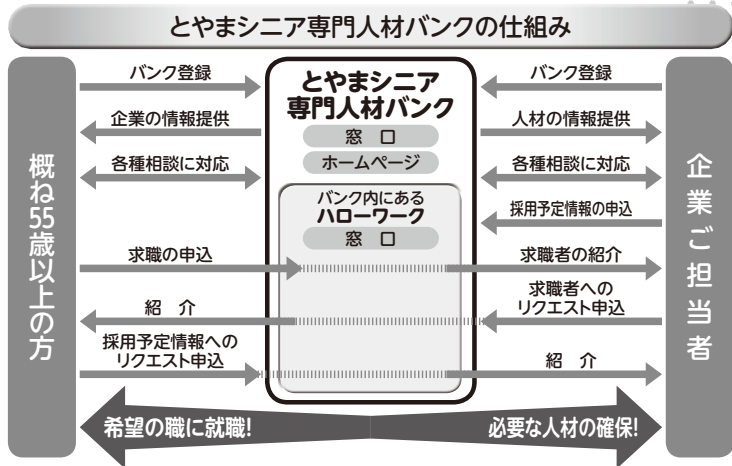 とやまシニア専門人材バンクの仕組み
概ね55歳以上の方
バンク登録
企業の情報提供
各種相談に対応
求職の申込
紹　介
採用予定情報への
リクエスト申込
とやまシニア
専門人材バンク
窓　口
ホームページ
バンク内にある
ハローワーク
窓　口
バンク登録
人材の情報提供
各種相談に対応
採用予定情報の申込
求職者の紹介
求職者への
リクエスト申込
紹　介
企業ご担当者
希望の職に就職!
必要な人材の確保!